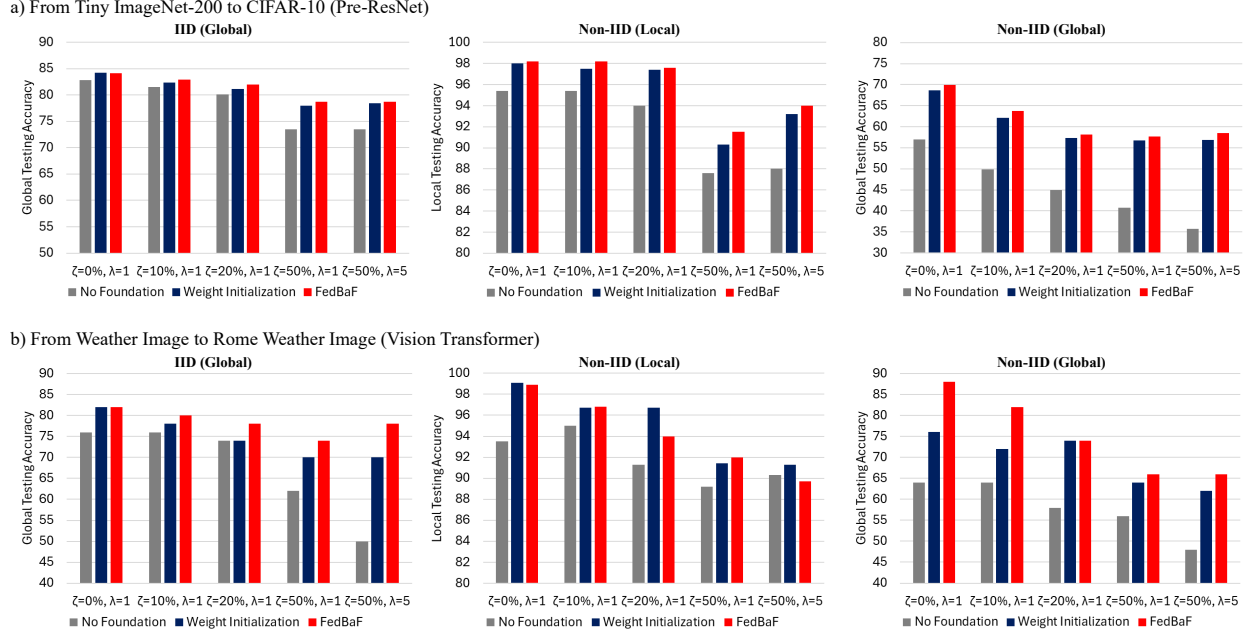 a) From Tiny ImageNet-200 to CIFAR-10 (Pre-ResNet)
IID (Global)
Global Testing Accuracy
90
85
80
75
70
65
60
55
50
ζ=0%, λ=1 ζ=10%, λ=1 ζ=20%, λ=1 ζ=50%, λ=1 ζ=50%, λ=5
No Foundation Weight Initialization FedBaF
Non-IID (Local)
Local Testing Accuracy
100
98
96
94
92
90
88
86
84
82
80
ζ=0%, λ=1 ζ=10%, λ=1 ζ=20%, λ=1 ζ=50%, λ=1 ζ=50%, λ=5
No Foundation Weight Initialization FedBaF
Non-IID (Global)
Global Testing Accuracy
80
75
70
65
60
55
50
45
40
35
30
ζ=0%, λ=1 ζ=10%, λ=1 ζ=20%, λ=1 ζ=50%, λ=1 ζ=50%, λ=5
No Foundation Weight Initialization FedBaF
b) From Weather Image to Rome Weather Image (Vision Transformer)
IID (Global)
Global Testing Accuracy
90
85
80
75
70
65
60
55
50
45
40
ζ=0%, λ=1 ζ=10%, λ=1 ζ=20%, λ=1 ζ=50%, λ=1 ζ=50%, λ=5
No Foundation Weight Initialization FedBaF
Non-IID (Local)
Local Testing Accuracy
100
98
96
94
92
90
88
86
84
82
80
ζ=0%, λ=1 ζ=10%, λ=1 ζ=20%, λ=1 ζ=50%, λ=1 ζ=50%, λ=5
No Foundation Weight Initialization FedBaF
Non-IID (Global)
Global Testing Accuracy
90
85
80
75
70
65
60
55
50
45
40
ζ=0%, λ=1 ζ=10%, λ=1 ζ=20%, λ=1 ζ=50%, λ=1 ζ=50%, λ=5
No Foundation Weight Initialization FedBaF